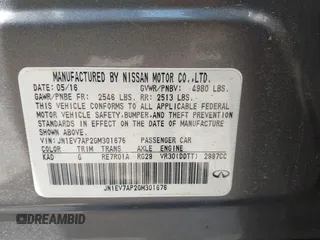 MANUFACTURED BY NISSAN MOTOR CO.,LTD.
DATE: 05/16 GVWR/PNBV: 4980 LBS.
GAWR/PNBE FR: 2546 LBS. RR: 2513 LBS.
THIS VEHICLE CONFORMS TO ALL APPLICABLE
FEDERAL MOTOR VEHICLE SAFETY, BUMPER, AND THEFT
PREVENTION STANDARDS IN EFFECT ON THE DATE OF
MANUFACTURE SHOWN ABOVE.
VIN: JN1EV7AP2GM301676 PASSENGER CAR
COLOR TRIM TRANS AXLE ENGINE
KAD G RE7R01A RG29 VR30(DDTT) 2997CC
JN1EV7AP2GM301676
INFINITI
© DREAMBID